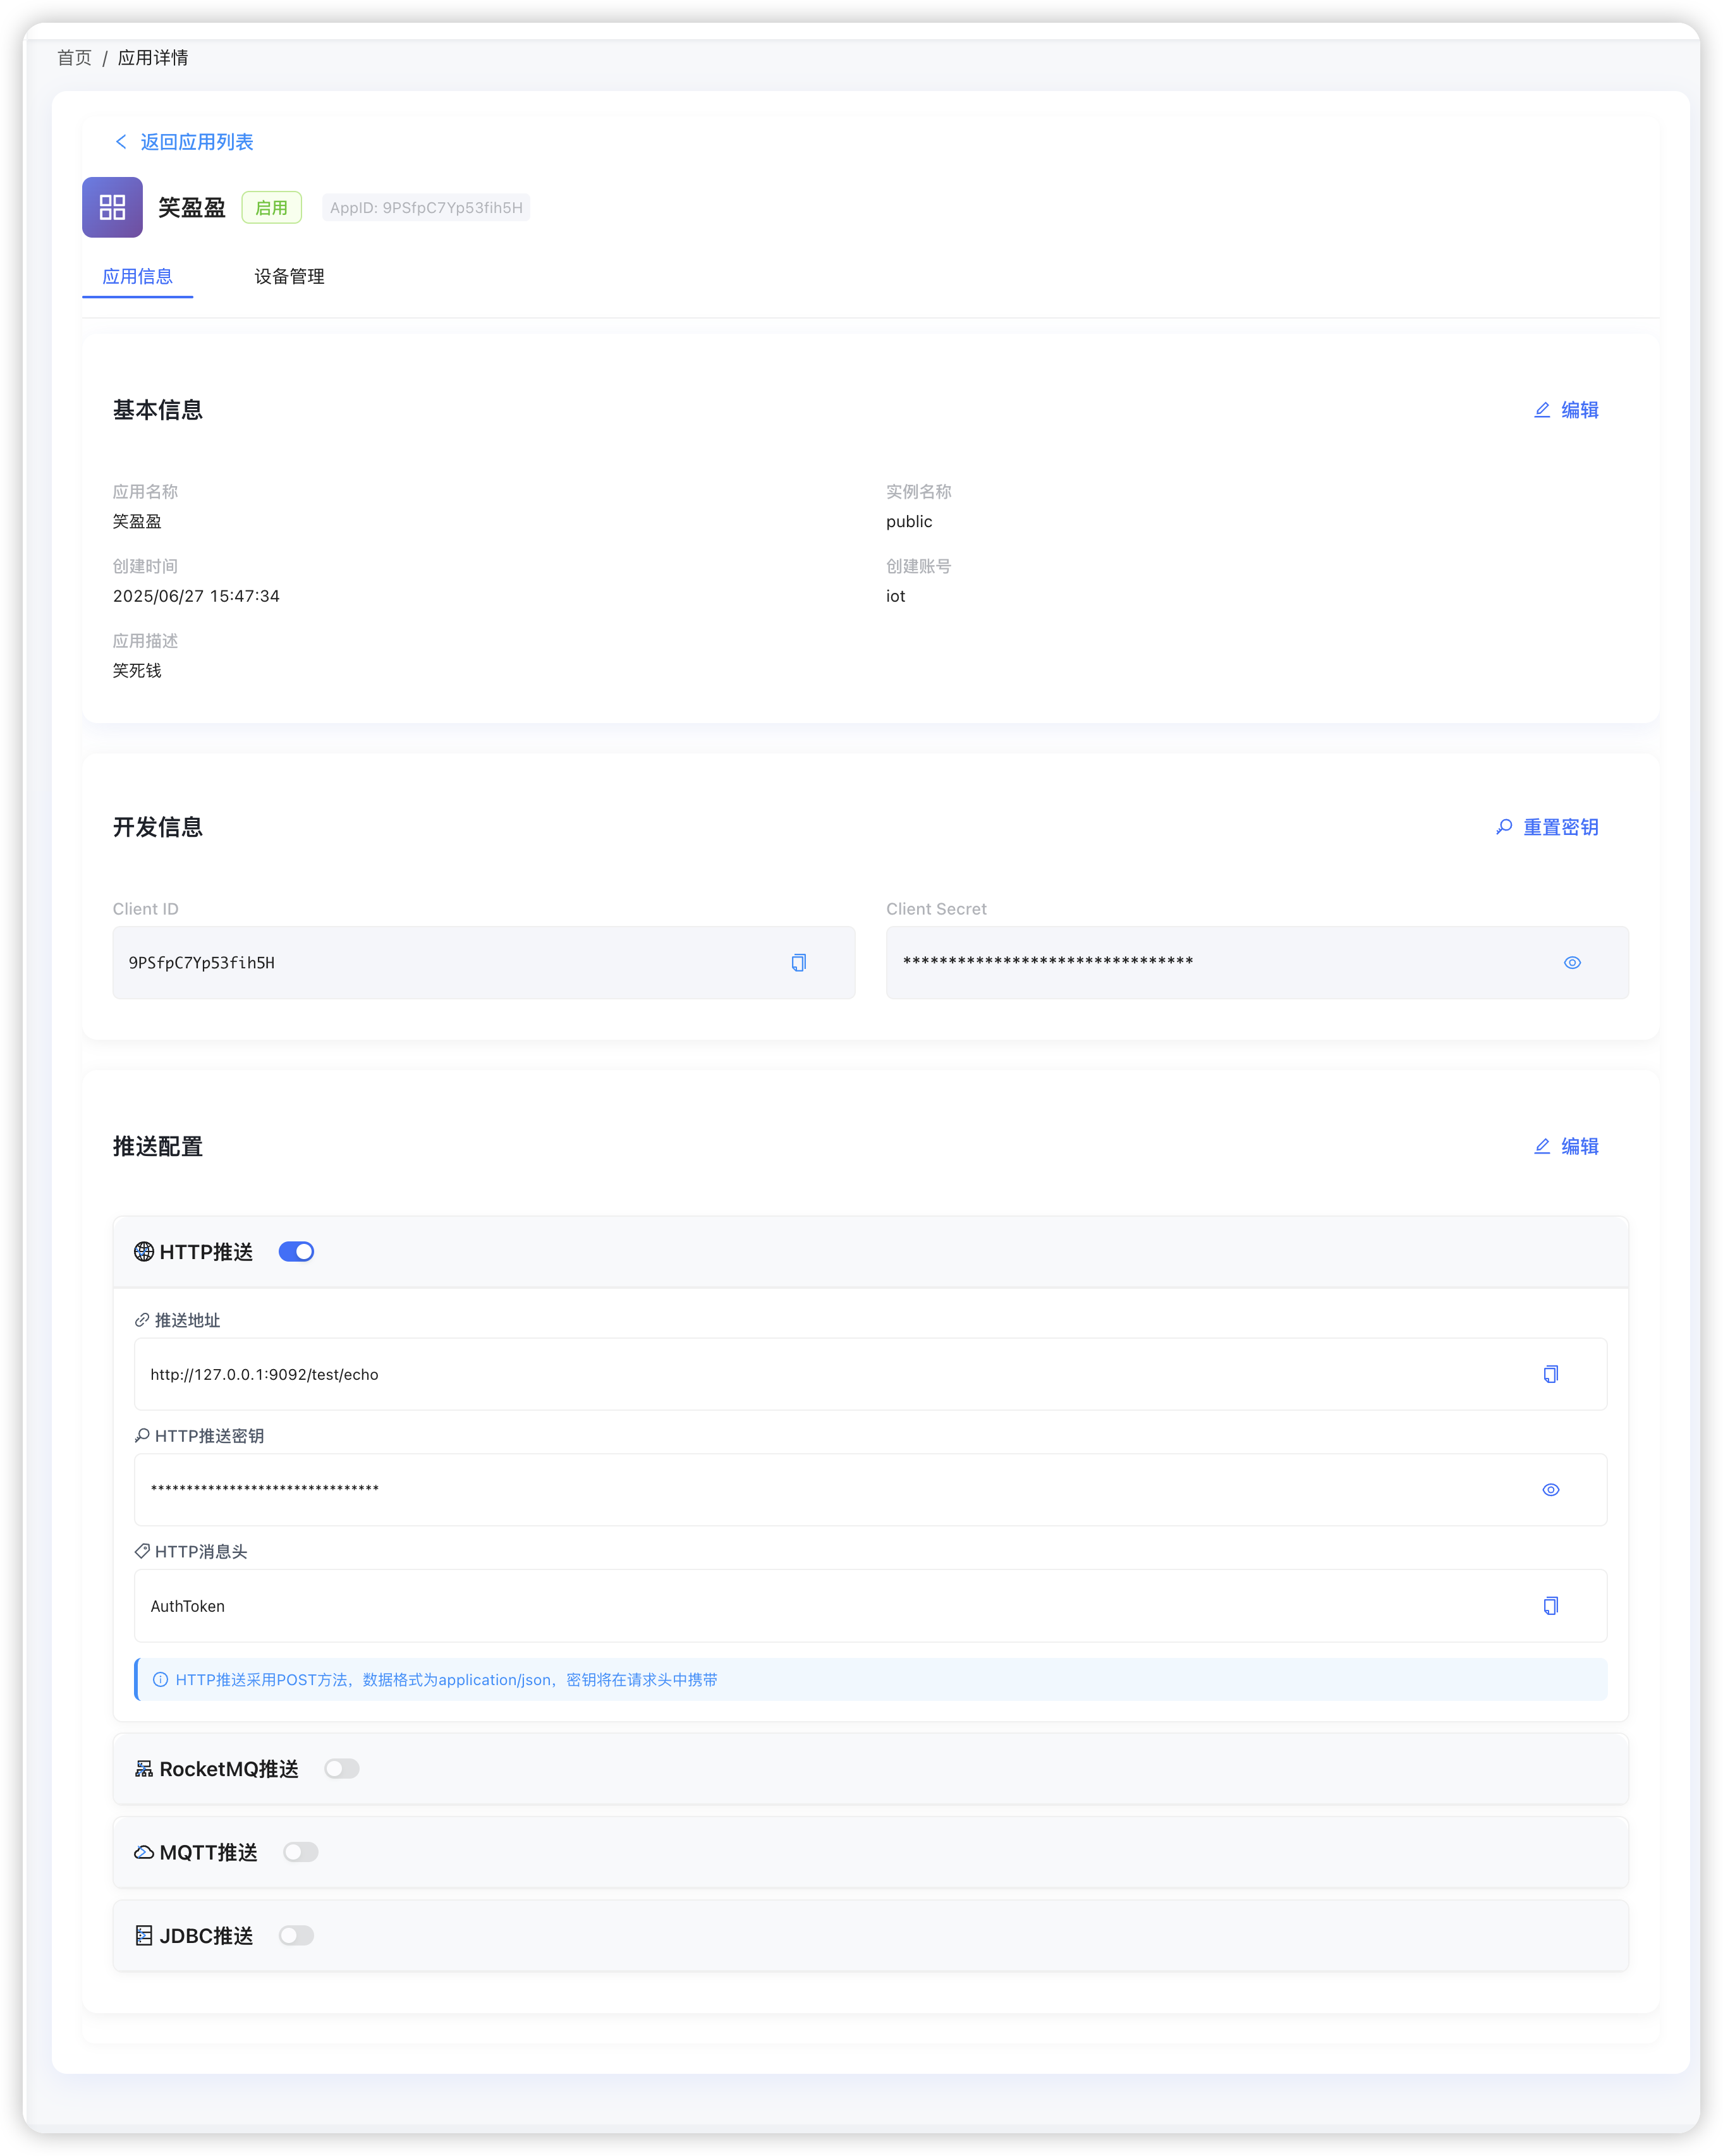 首页 / 应用详情
返回应用列表
笑盈盈 启用 AppID: 9PSfpC7Yp53fih5H
应用信息 设备管理
基本信息 编辑
应用名称 实例名称
笑盈盈 public
创建时间 创建账号
2025/06/27 15:47:34 iot
应用描述
笑死钱
开发信息 重置密钥
Client ID Client Secret
9PSfpC7Yp53fih5H ********************************
推送配置 编辑
HTTP推送
推送地址
http://127.0.0.1:9092/test/echo
HTTP推送密钥
********************************
HTTP消息头
AuthToken
HTTP推送采用POST方法，数据格式为application/json，密钥将在请求头中携带
RocketMQ推送
MQTT推送
JDBC推送